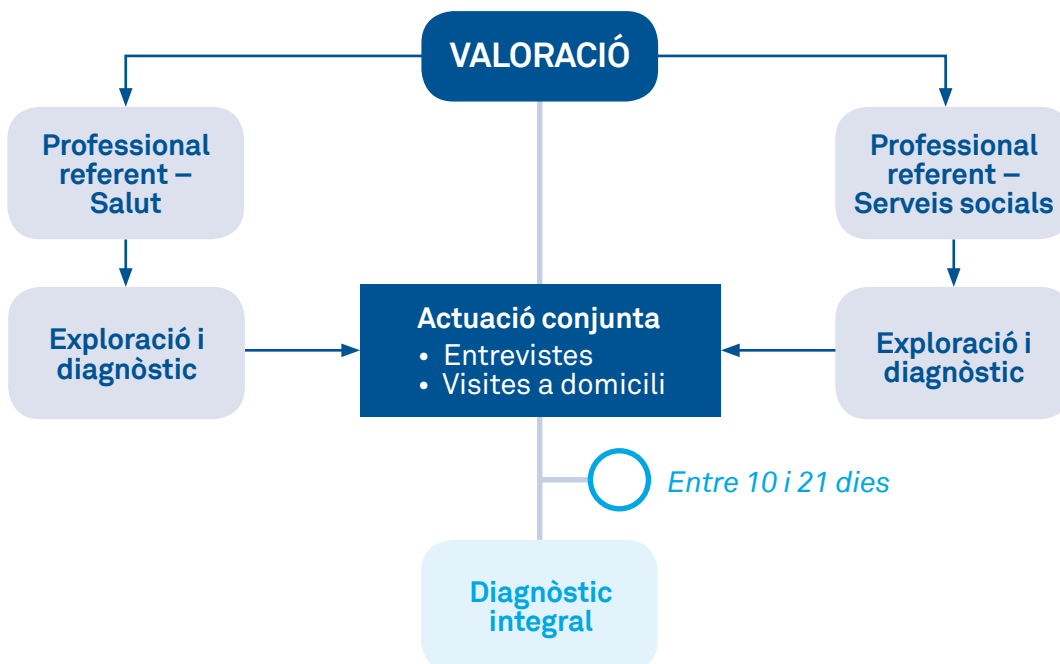 VALORACIÓ
Professional
referent –
Salut
Professional
referent –
Serveis socials
Exploració i
diagnòstic
Actuació conjunta
• Entrevistes
• Visites a domicili
Exploració i
diagnòstic
Entre 10 i 21 dies
Diagnòstic
integral